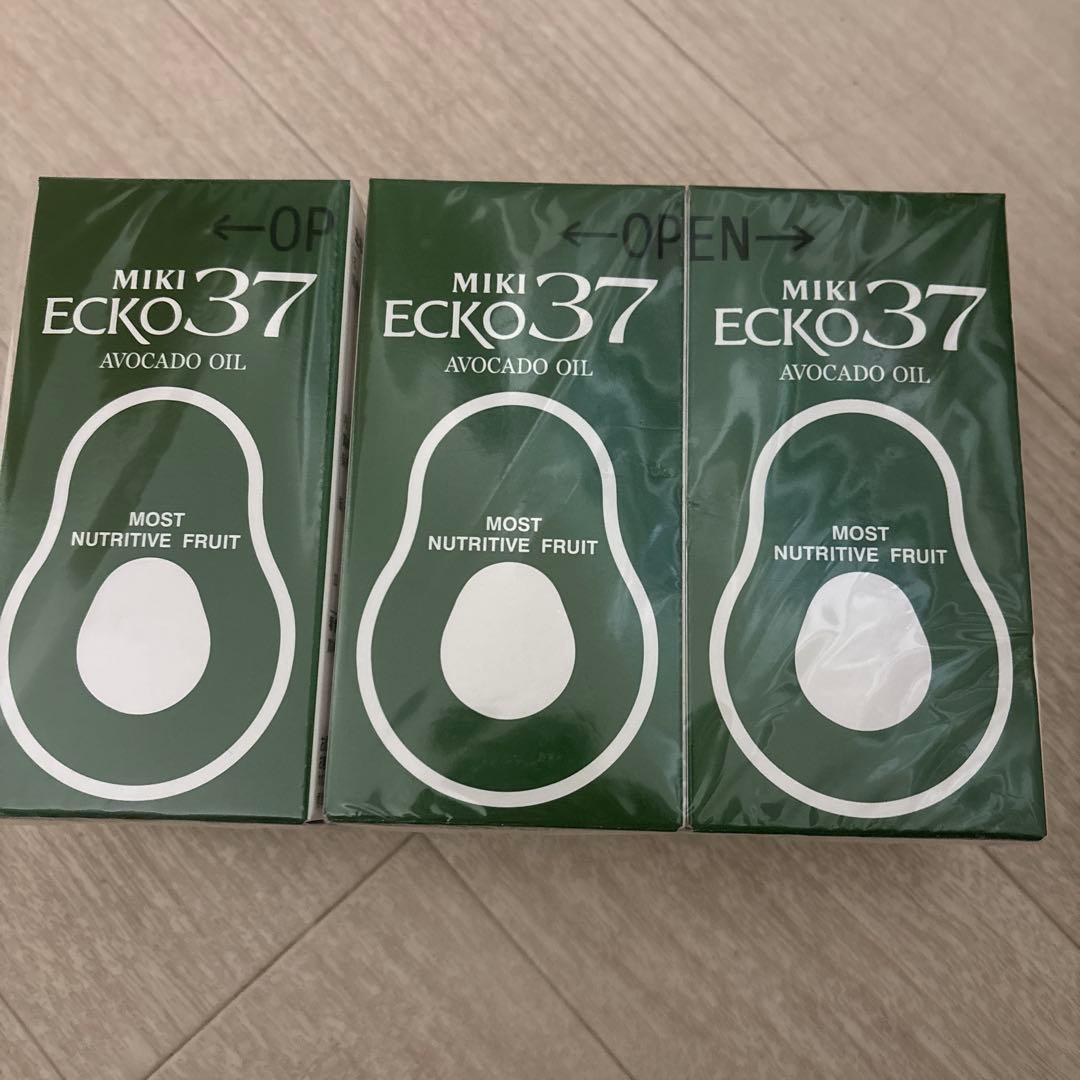 ←OP
MIKI
ECKO37
AVOCADO OIL
MOST
NUTRITIVE FRUIT
←OPEN→
MIKI
ECKO37
AVOCADO OIL
MOST
NUTRITIVE FRUIT
MIKI
ECKO37
AVOCADO OIL
MOST
NUTRITIVE FRUIT